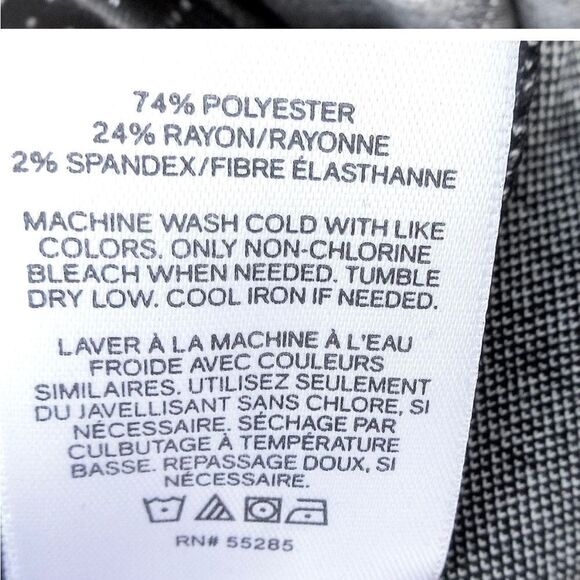 74% POLYESTER
24% RAYON/RAYONNE
2% SPANDEX/FIBRE ÉLASTHANNE
MACHINE WASH COLD WITH LIKE
COLORS. ONLY NON-CHLORINE
BLEACH WHEN NEEDED. TUMBLE
DRY LOW. COOL IRON IF NEEDED.
LAVER À LA MACHINE À L'EAU
FROIDE AVEC COULEURS
SIMILAIRES. UTILISEZ SEULEMENT
DU JAVELLISANT SANS CHLORE, SI
NÉCESSAIRE. SÉCHAGE PAR
CULBUTAGE À TEMPÉRATURE
BASSE. REPASSAGE DOUX, SI
NÉCESSAIRE.
RN# 55285